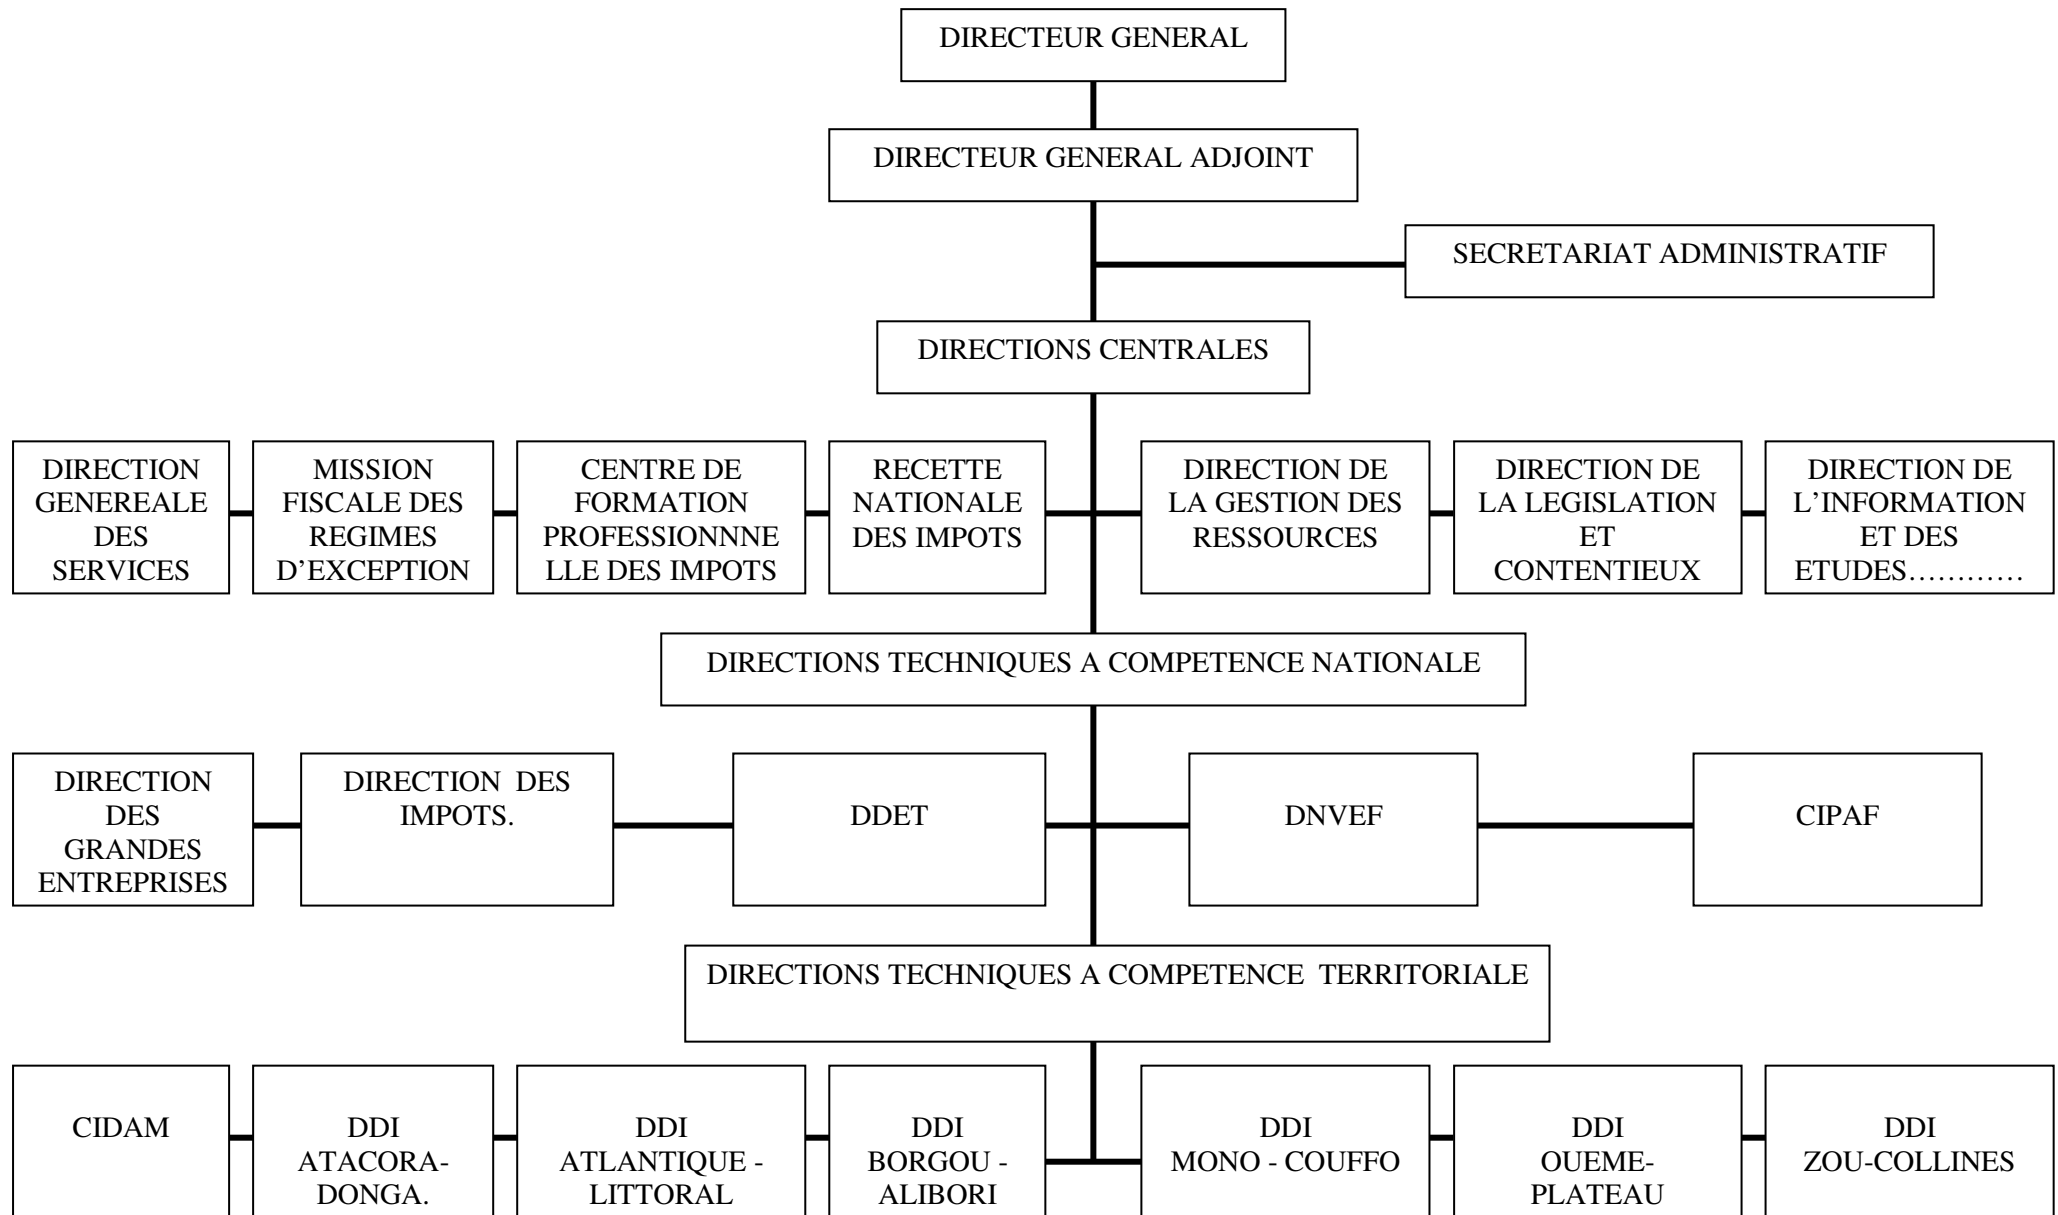 DIRECTEUR GENERAL
DIRECTEUR GENERAL ADJOINT
SECRETARIAT ADMINISTRATIF
DIRECTIONS CENTRALES
DIRECTION
GENEREALE
DES
SERVICES
MISSION
FISCALE DES
REGIMES
D’EXCEPTION
CENTRE DE
FORMATION
PROFESSIONNNE
LLE DES IMPOTS
RECETTE
NATIONALE
DES IMPOTS
DIRECTION DE
LA GESTION DES
RESSOURCES
DIRECTION DE
LA LEGISLATION
ET
CONTENTIEUX
DIRECTION DE
L’INFORMATION
ET DES
ETUDES…………
DIRECTIONS TECHNIQUES A COMPETENCE NATIONALE
DIRECTION
DES
GRANDES
ENTREPRISES
DIRECTION  DES
IMPOTS.
DDET
DNVEF
CIPAF
DIRECTIONS TECHNIQUES A COMPETENCE  TERRITORIALE
CIDAM
DDI
ATACORA-
DONGA.
DDI
ATLANTIQUE -
LITTORAL
DDI
BORGOU -
ALIBORI
DDI
MONO - COUFFO
DDI
OUEME-
PLATEAU
DDI
ZOU-COLLINES